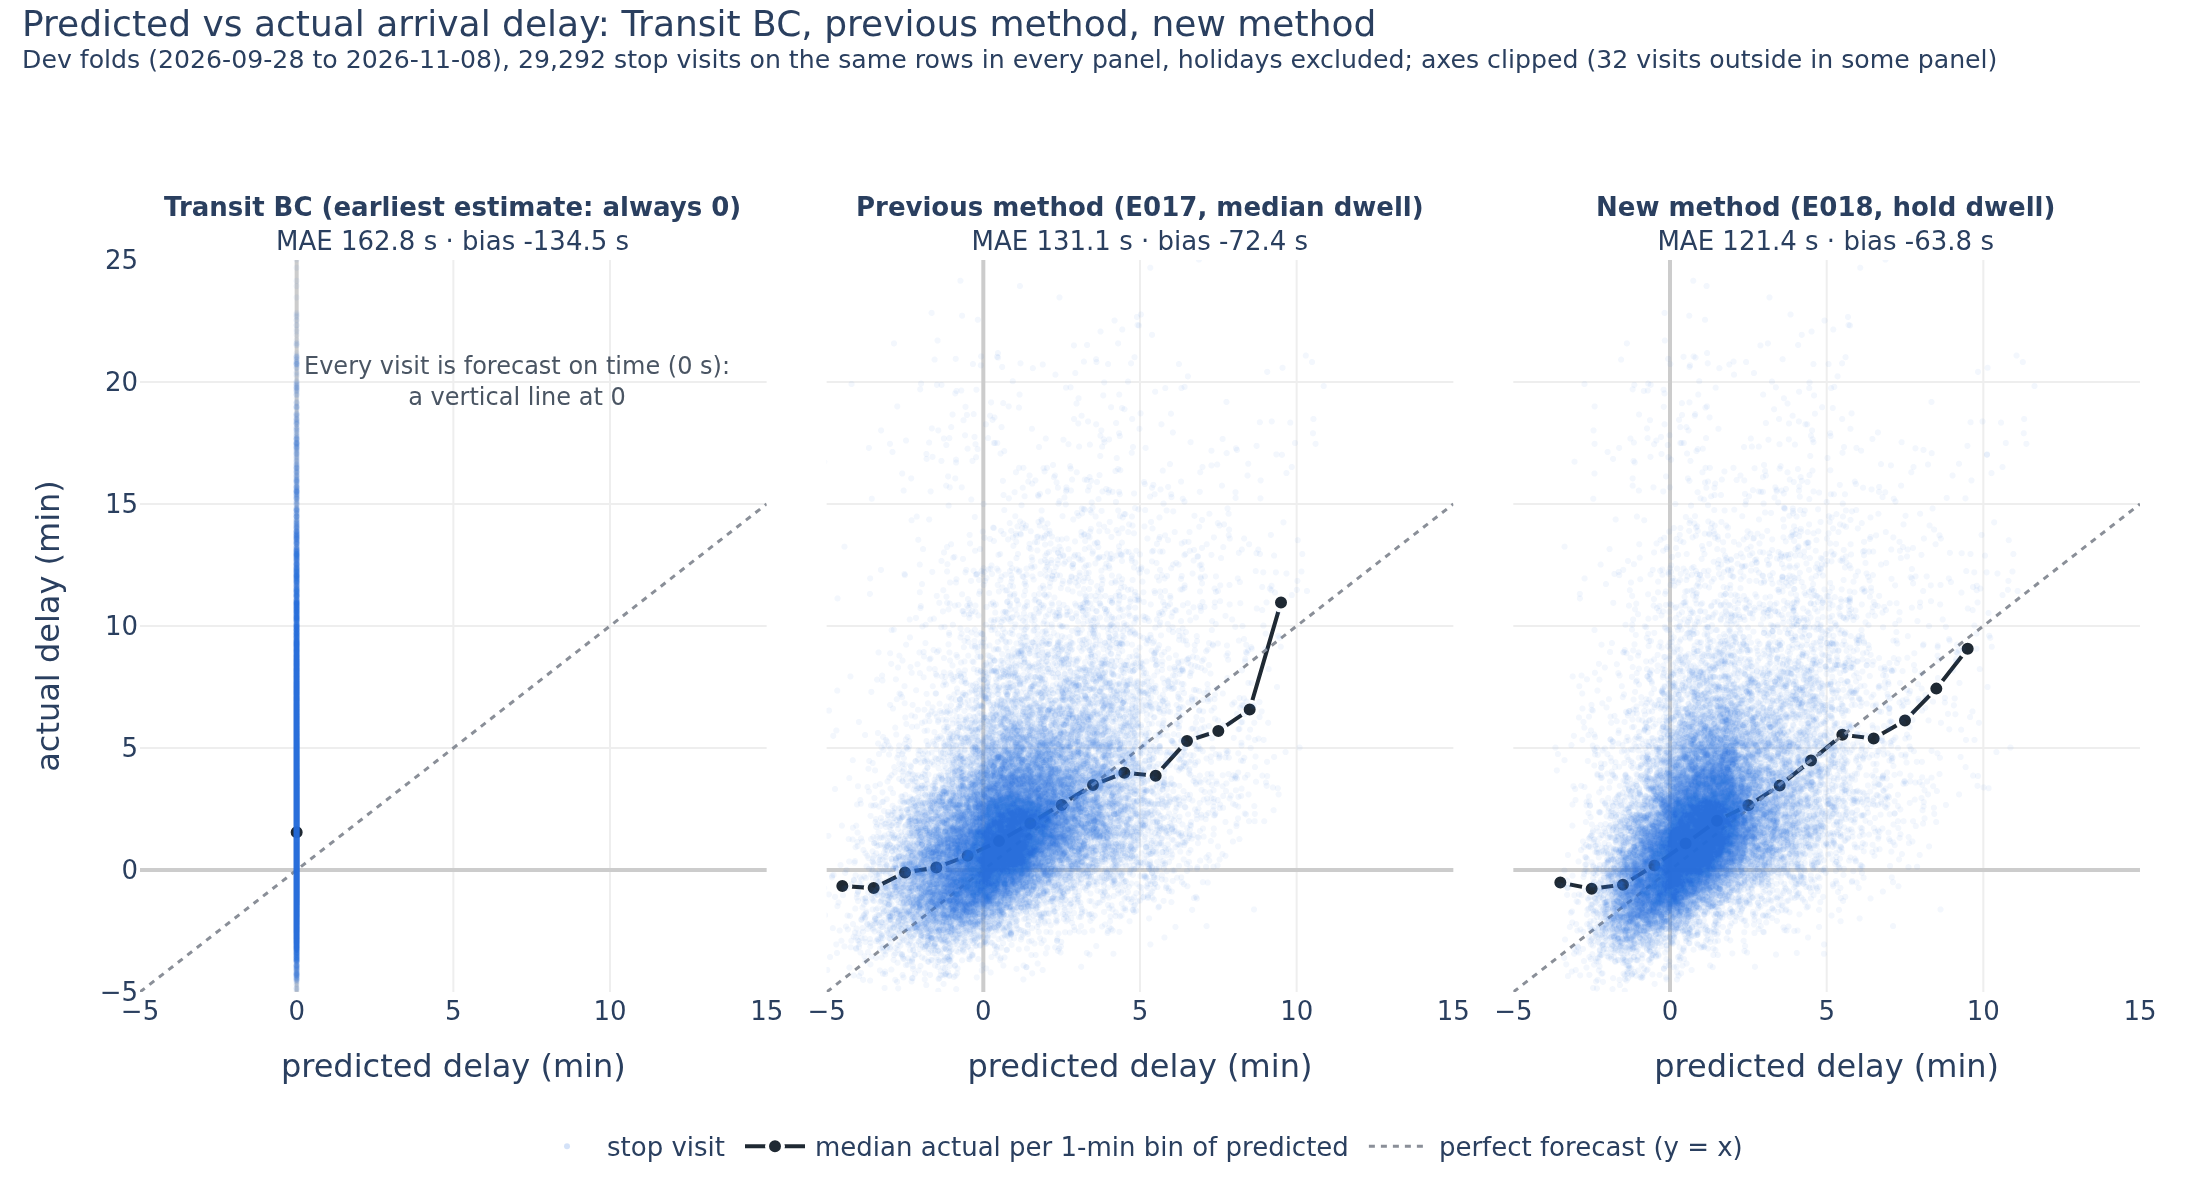 Predicted vs actual arrival delay: Transit BC, previous method, new method
Dev folds (2026-09-28 to 2026-11-08), 29,292 stop visits on the same rows in every panel, holidays excluded; axes clipped (32 visits outside in some panel)
Transit BC (earliest estimate: always 0)
MAE 162.8 s · bias -134.5 s
Previous method (E017, median dwell)
MAE 131.1 s · bias -72.4 s
New method (E018, hold dwell)
MAE 121.4 s · bias -63.8 s
25
20
15
10
5
0
−5
actual delay (min)
Every visit is forecast on time (0 s):
a vertical line at 0
−5 0 5 10 15
−5 0 5 10 15
−5 0 5 10 15
predicted delay (min)
predicted delay (min)
predicted delay (min)
stop visit
median actual per 1-min bin of predicted
perfect forecast (y = x)